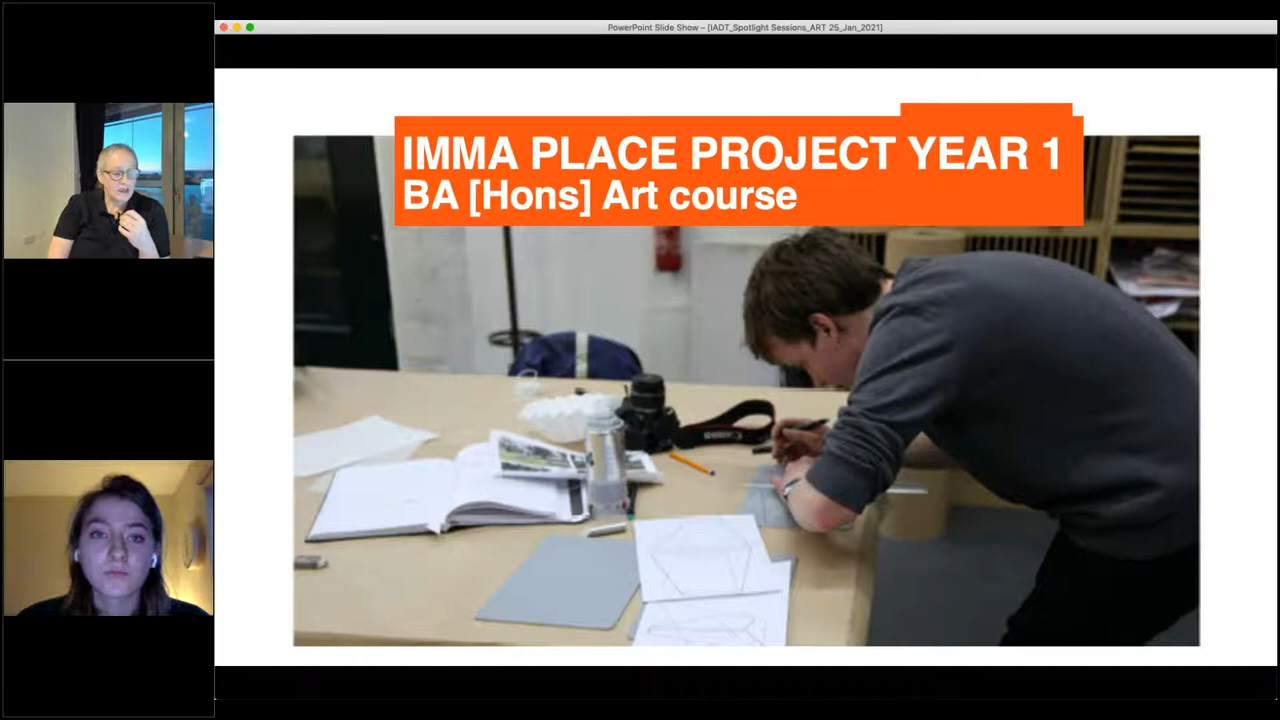 PowerPoint Slide Show – [IADT_Spotlight Sessions_ART 25_Jan_2021]
IMMA PLACE PROJECT YEAR 1
BA [Hons] Art course